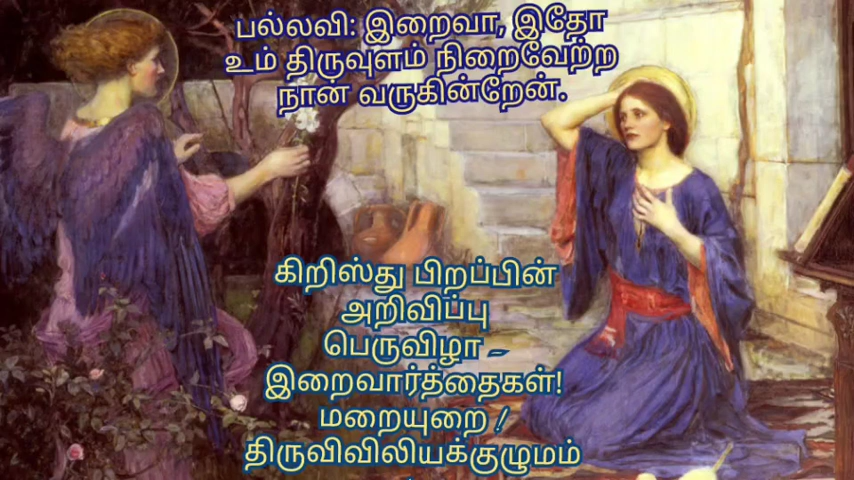 பல்லவி: இறைவா, இதோ
உம் திருவுளம் நிறைவேற்ற
நான் வருகின்றேன்.
கிறிஸ்து பிறப்பின்
அறிவிப்பு
பெருவிழா -
இறைவார்த்தைகள்!
மறையுறை /
திருவிவிலியக்குழுமம்